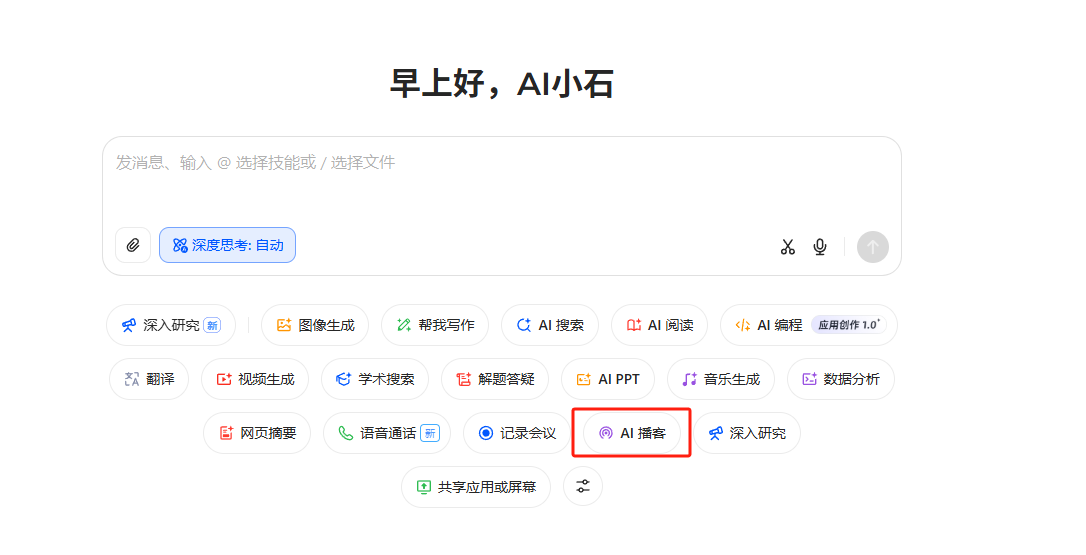 早上好，AI小石
发消息、输入 @ 选择技能或 / 选择文件
深度思考: 自动
深入研究 新 图像生成 帮我写作 AI 搜索 AI 阅读 AI 编程 应用创作 1.0
翻译 视频生成 学术搜索 解题答疑 AI PPT 音乐生成 数据分析
网页摘要 语音通话 新 记录会议 AI 播客 深入研究
共享应用或屏幕